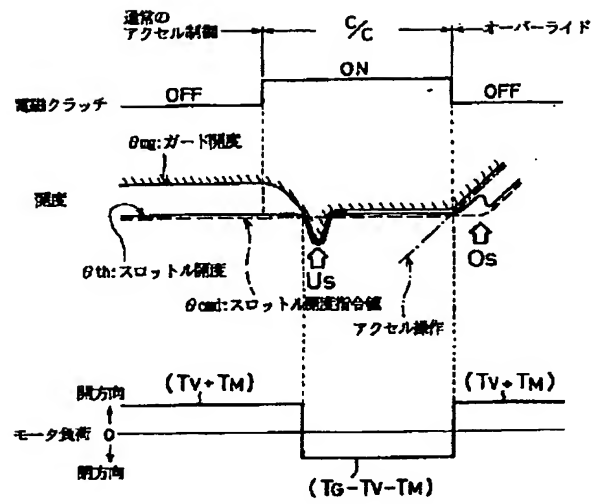 通常の
アクセル制御
C/C
オーバーライド
ON
OFF
OFF
電磁クラッチ
θmg:ガード開度
開度
θth:スロットル開度
Us
Os
θcmd:スロットル開度指令値
アクセル操作
開方向
(TV+TM)
(TV+TM)
モータ負荷 0
閉方向
(TG-TV-TM)